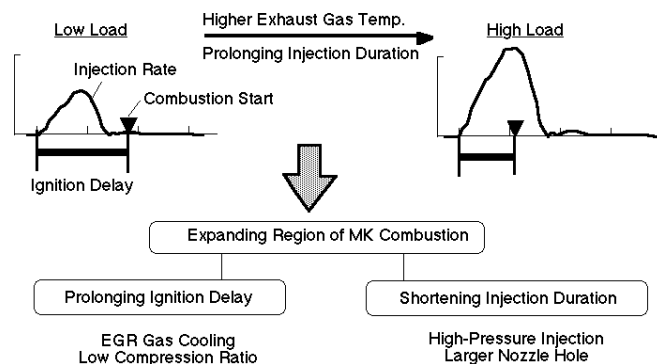 Higher Exhaust Gas Temp.
Low Load
High Load
Prolonging Injection Duration
Injection Rate
Combustion Start
Ignition Delay
Expanding Region of MK Combustion
Prolonging Ignition Delay
Shortening Injection Duration
EGR Gas Cooling
Low Compression Ratio
High-Pressure Injection
Larger Nozzle Hole